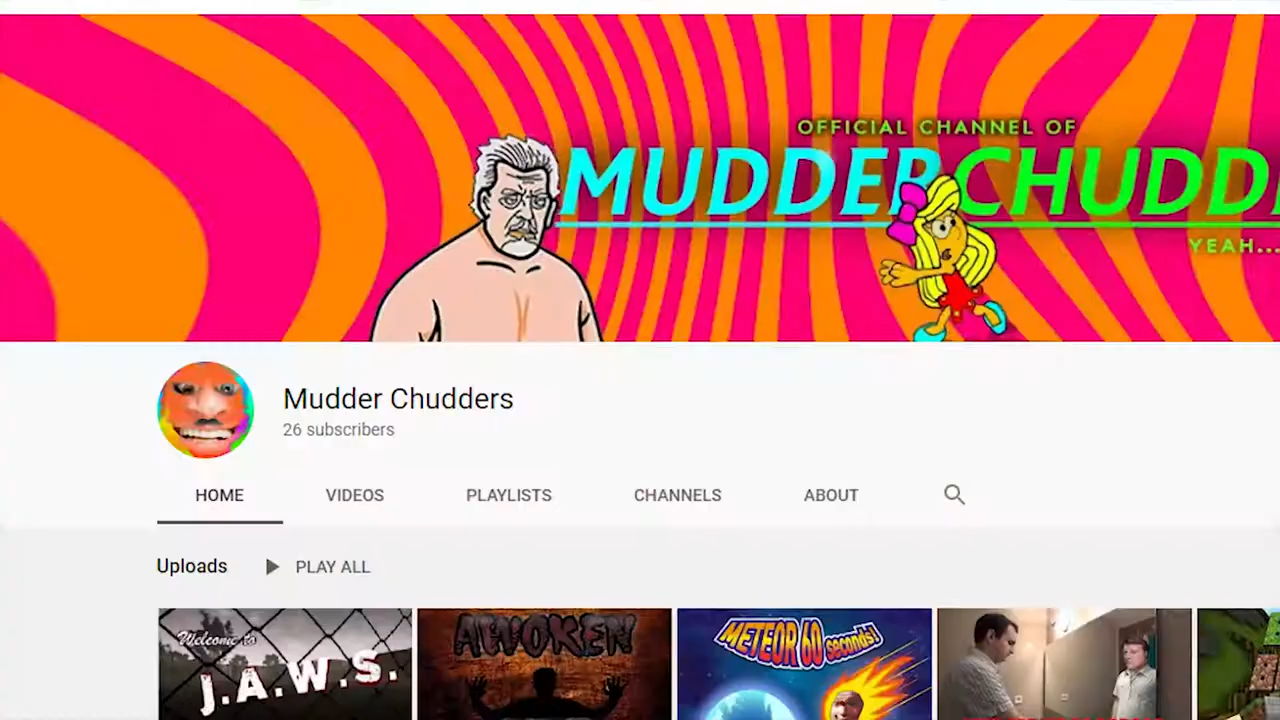 OFFICIAL CHANNEL OF
MUDDERCHUDD
YEAH...
Mudder Chudders
26 subscribers
HOME VIDEOS PLAYLISTS CHANNELS ABOUT
Uploads PLAY ALL
Welcome to
J.A.W.S.
AWOKEN
METEOR 60 seconds!